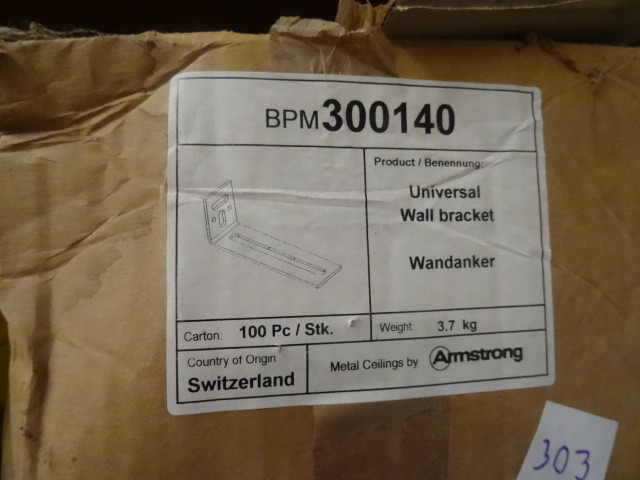 BPM300140
Product / Benennung:
Universal
Wall bracket
Wandanker
Carton: 100 Pc / Stk.
Weight: 3.7 kg
Country of Origin
Switzerland
Metal Ceilings by Armstrong
303